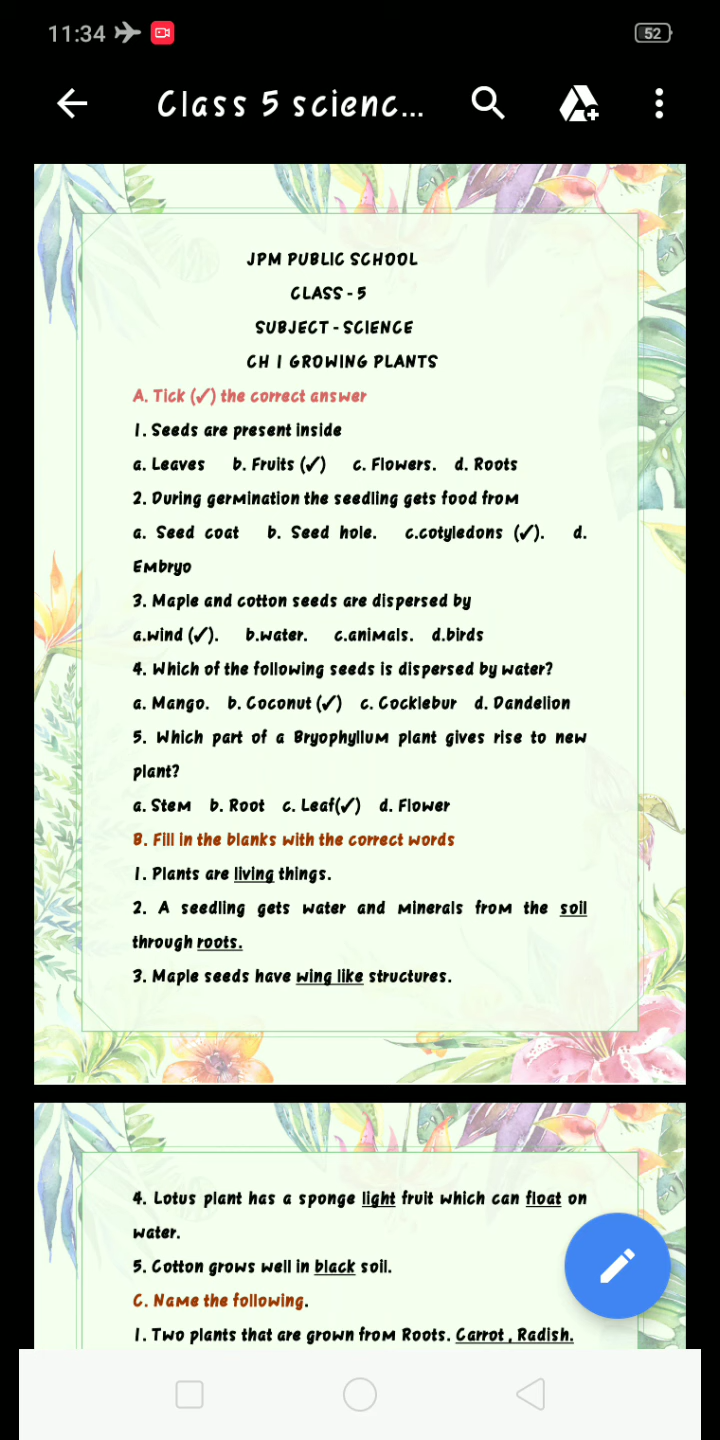 11:34
52
Class 5 scienc...
JPM PUBLIC SCHOOL
CLASS - 5
SUBJECT - SCIENCE
CH 1 GROWING PLANTS
A. Tick (✓) the correct answer
1. Seeds are present inside
a. Leaves b. Fruits (✓) c. Flowers. d. Roots
2. During germination the seedling gets food from
a. Seed coat b. Seed hole. c.cotyledons (✓). d.
Embryo
3. Maple and cotton seeds are dispersed by
a.wind (✓). b.water. c.animals. d.birds
4. Which of the following seeds is dispersed by water?
a. Mango. b. Coconut (✓) c. Cocklebur d. Dandelion
5. Which part of a Bryophyllum plant gives rise to new
plant?
a. Stem b. Root c. Leaf(✓) d. Flower
B. Fill in the blanks with the correct words
1. Plants are living things.
2. A seedling gets water and minerals from the soil
through roots.
3. Maple seeds have wing like structures.
4. Lotus plant has a sponge light fruit which can float on
water.
5. Cotton grows well in black soil.
C. Name the following.
1. Two plants that are grown from Roots. Carrot , Radish.